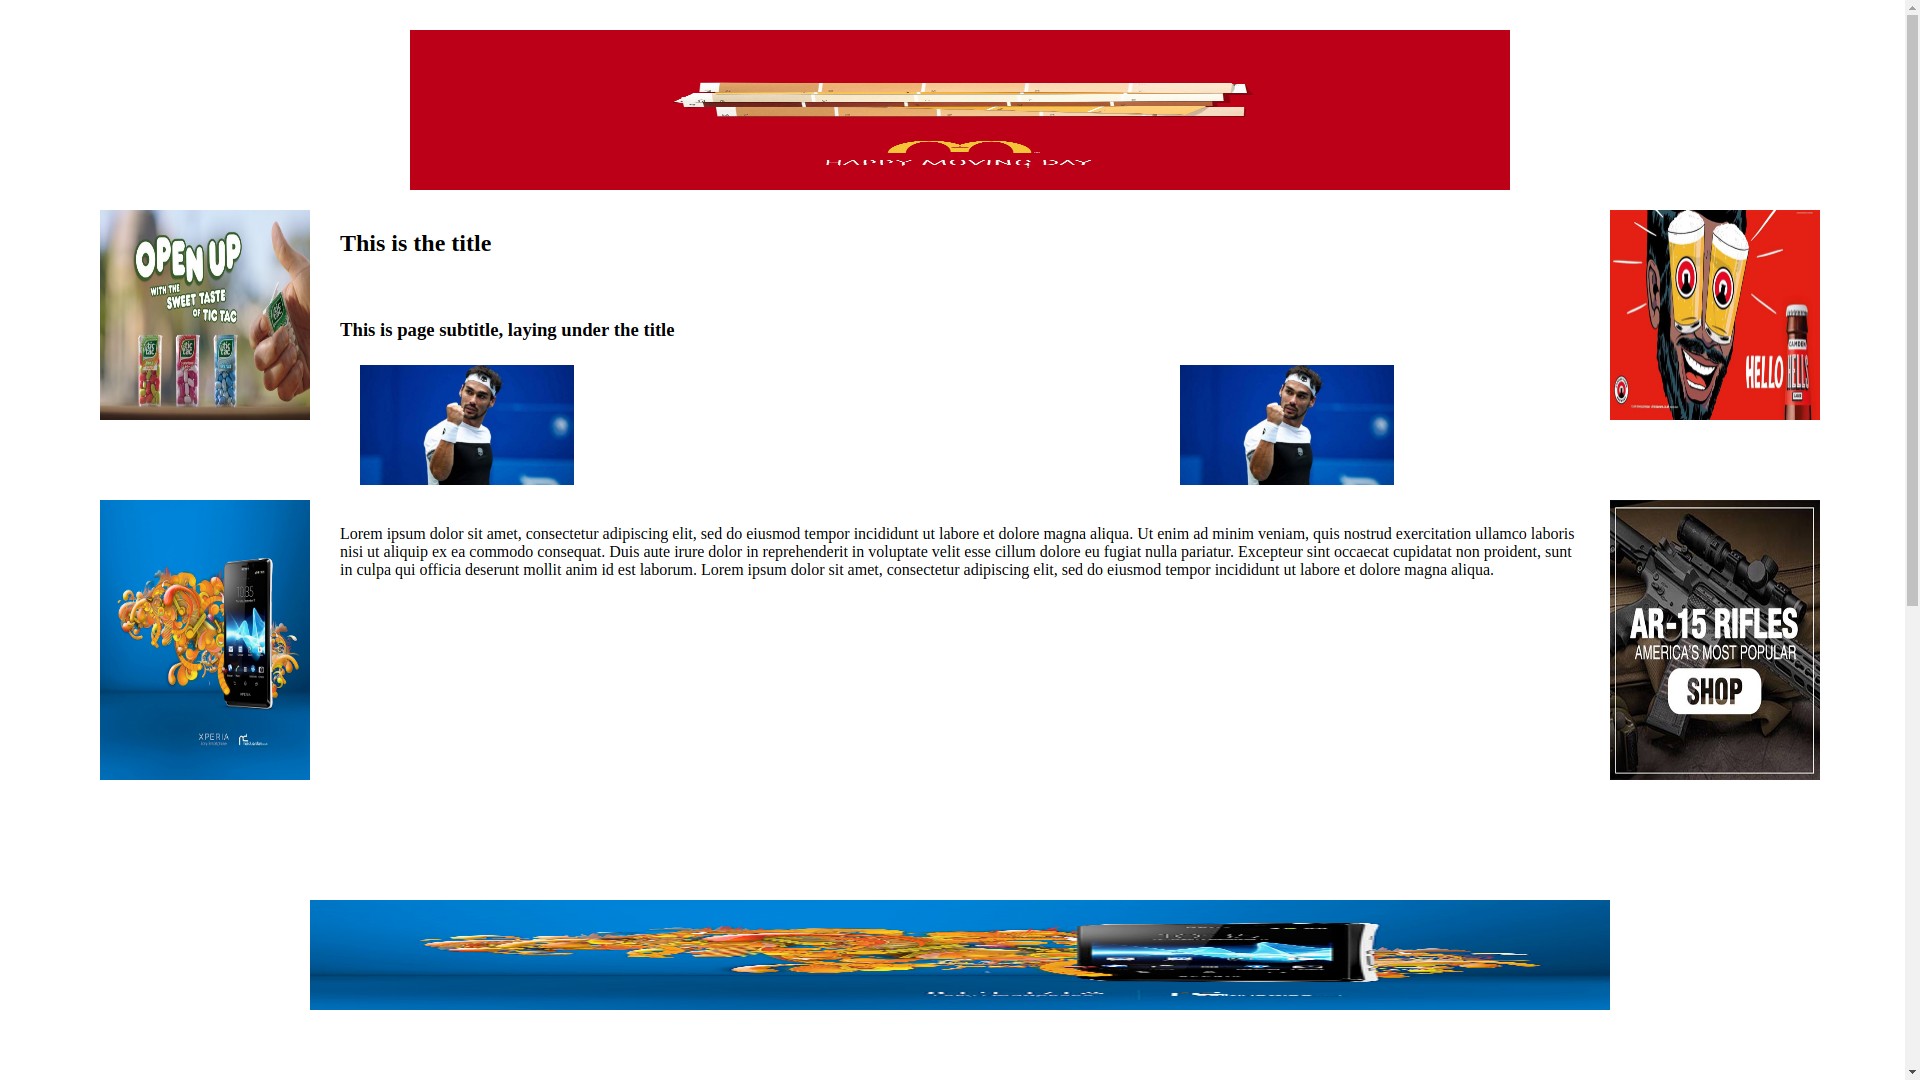 HAPPY MOVING DAY
OPEN UP
WITH THE
SWEET TASTE
OF TIC TAC
This is the title
This is page subtitle, laying under the title
CAMDEN
HELLO HELLS
LAGER
Lorem ipsum dolor sit amet, consectetur adipiscing elit, sed do eiusmod tempor incididunt ut labore et dolore magna aliqua. Ut enim ad minim veniam, quis nostrud exercitation ullamco laboris
nisi ut aliquip ex ea commodo consequat. Duis aute irure dolor in reprehenderit in voluptate velit esse cillum dolore eu fugiat nulla pariatur. Excepteur sint occaecat cupidatat non proident, sunt
in culpa qui officia deserunt mollit anim id est laborum. Lorem ipsum dolor sit amet, consectetur adipiscing elit, sed do eiusmod tempor incididunt ut labore et dolore magna aliqua.
10:35
XPERIA
AR-15 RIFLES
AMERICA'S MOST POPULAR
SHOP